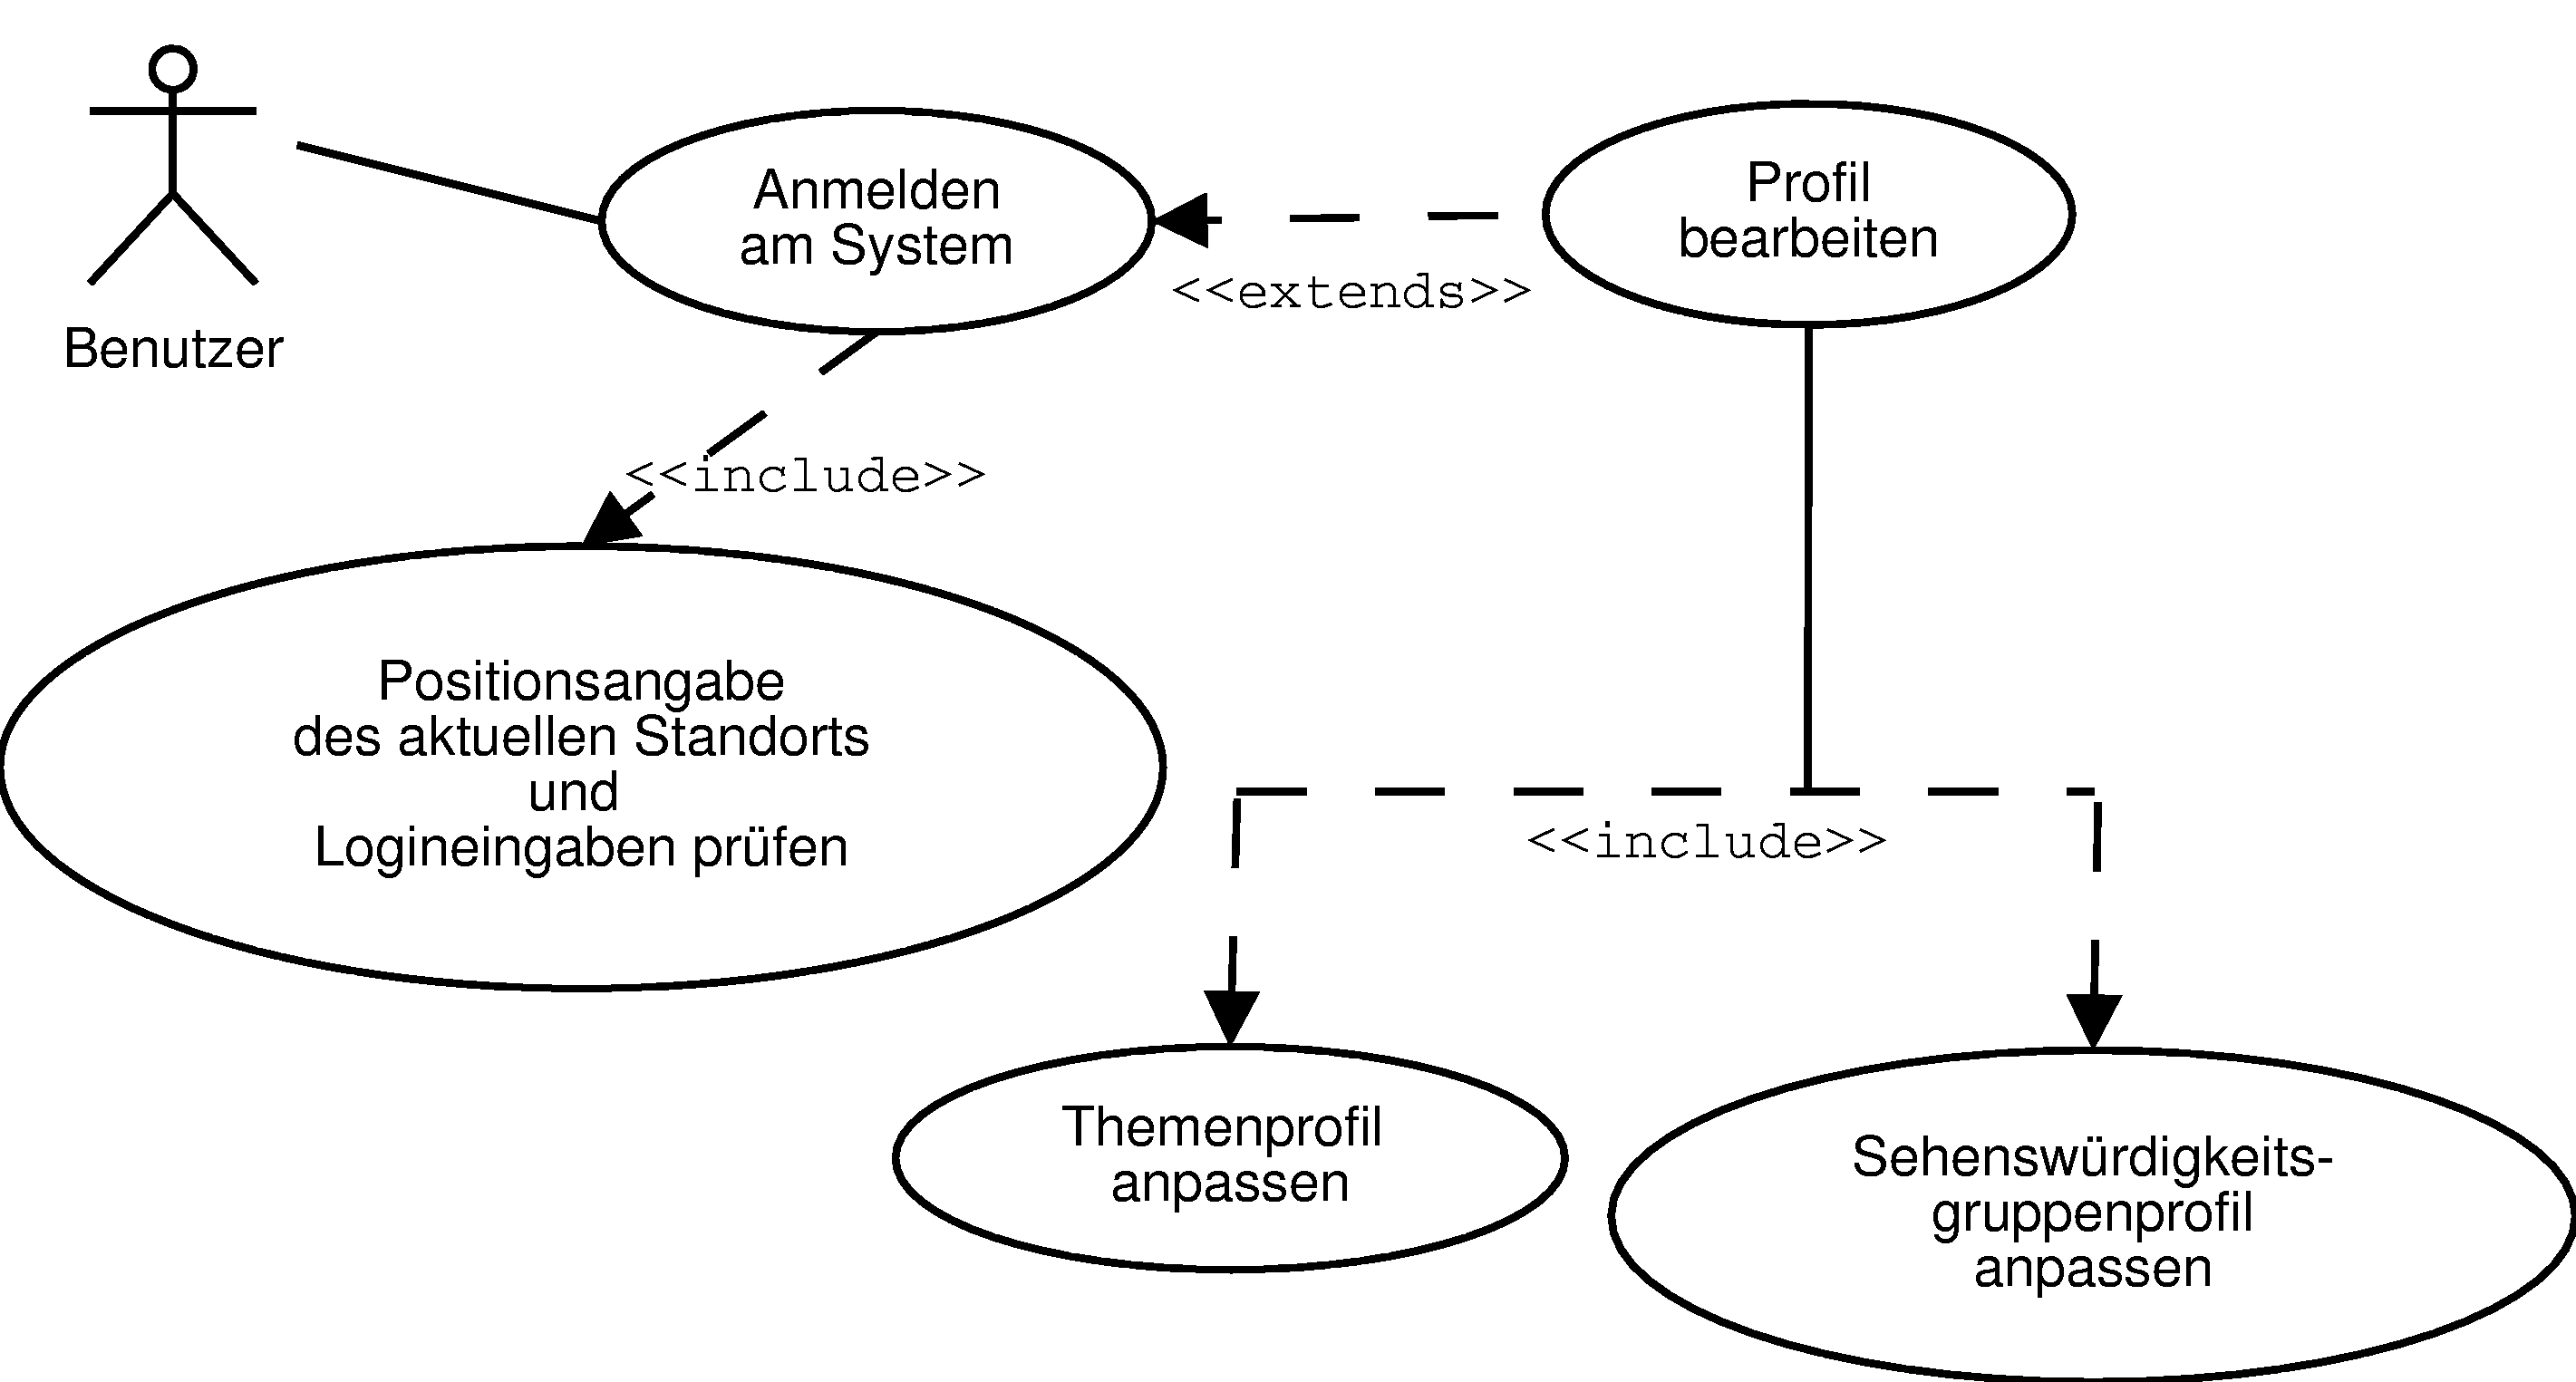 Anmelden
am System
Profil
bearbeiten
<<extends>>
Benutzer
<<include>>
Positionsangabe
des aktuellen Standorts
und
Logineingaben prüfen
<<include>>
Themenprofil
anpassen
Sehenswürdigkeits-
gruppenprofil
anpassen